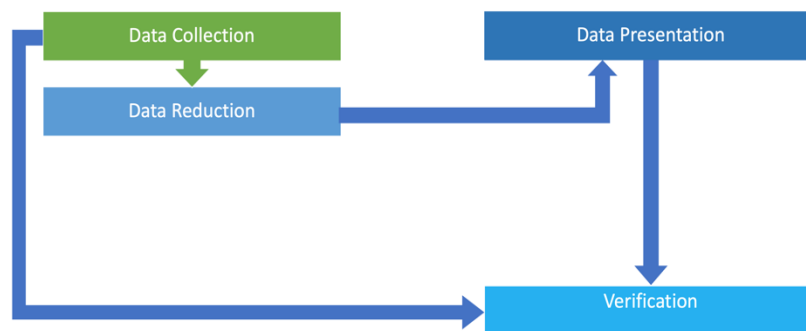 Data Collection
Data Presentation
Data Reduction
Verification